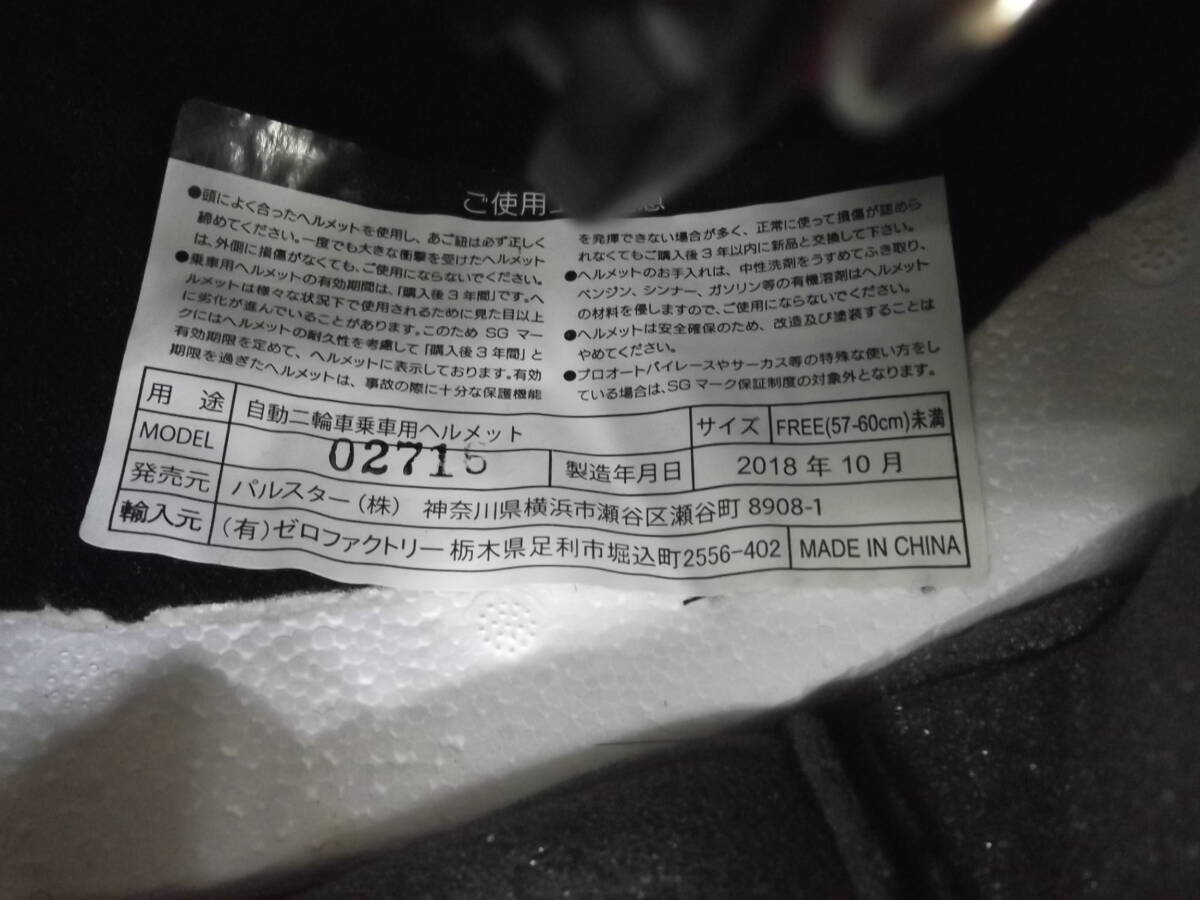 ご使用上
●頭によく合ったヘルメットを使用し、あご紐は必ず正しく
締めてください。一度でも大きな衝撃を受けたヘルメット
は、外側に損傷がなくても、ご使用にならないでください。
●乗車用ヘルメットの有効期間は、「購入後3年間」です。ヘ
ルメットは様々な状況下で使用されるために見た目以上
に劣化が進んでいることがあります。このため SG マー
クにはヘルメットの耐久性を考慮して「購入後3年間」と
有効期限を定めて、ヘルメットに表示しております。有効
期限を過ぎたヘルメットは、事故の際に十分な保護機能
を発揮できない場合が多く、正常に使って損傷が認めら
れなくてもご購入後3年以内に新品と交換して下さい。
●ヘルメットのお手入れは、中性洗剤をうすめてふき取り、
ベンジン、シンナー、ガソリン等の有機溶剤はヘルメット
の材料を優しますので、ご使用にならないでください。
●ヘルメットは安全確保のため、改造及び塗装することは
やめてください。
●プロオートバイレースやサーカス等の特殊な使い方をし
ている場合は、SG マーク保証制度の対象外となります。
用 途 自動二輪車乗車用ヘルメット サイズ FREE(57-60cm)未満
MODEL 02716 製造年月日 2018 年 10 月
発売元 パルスター (株) 神奈川県横浜市瀬谷区瀬谷町 8908-1
輸入元 (有)ゼロファクトリー 栃木県足利市堀込町2556-402 MADE IN CHINA